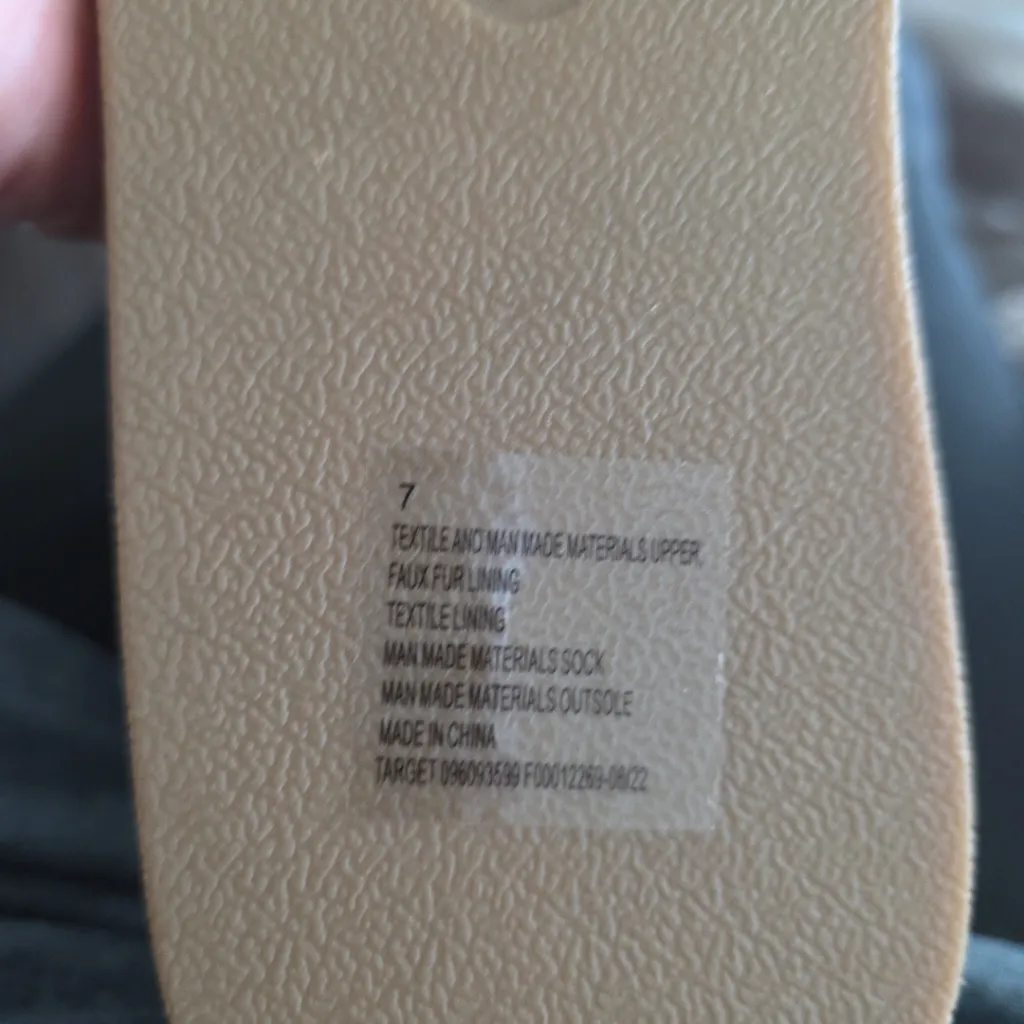 7
TEXTILE AND MAN MADE MATERIALS UPPER
FAUX FUR LINING
TEXTILE LINING
MAN MADE MATERIALS SOCK
MAN MADE MATERIALS OUTSOLE
MADE IN CHINA
TARGET 096093599 F00012269-08/22